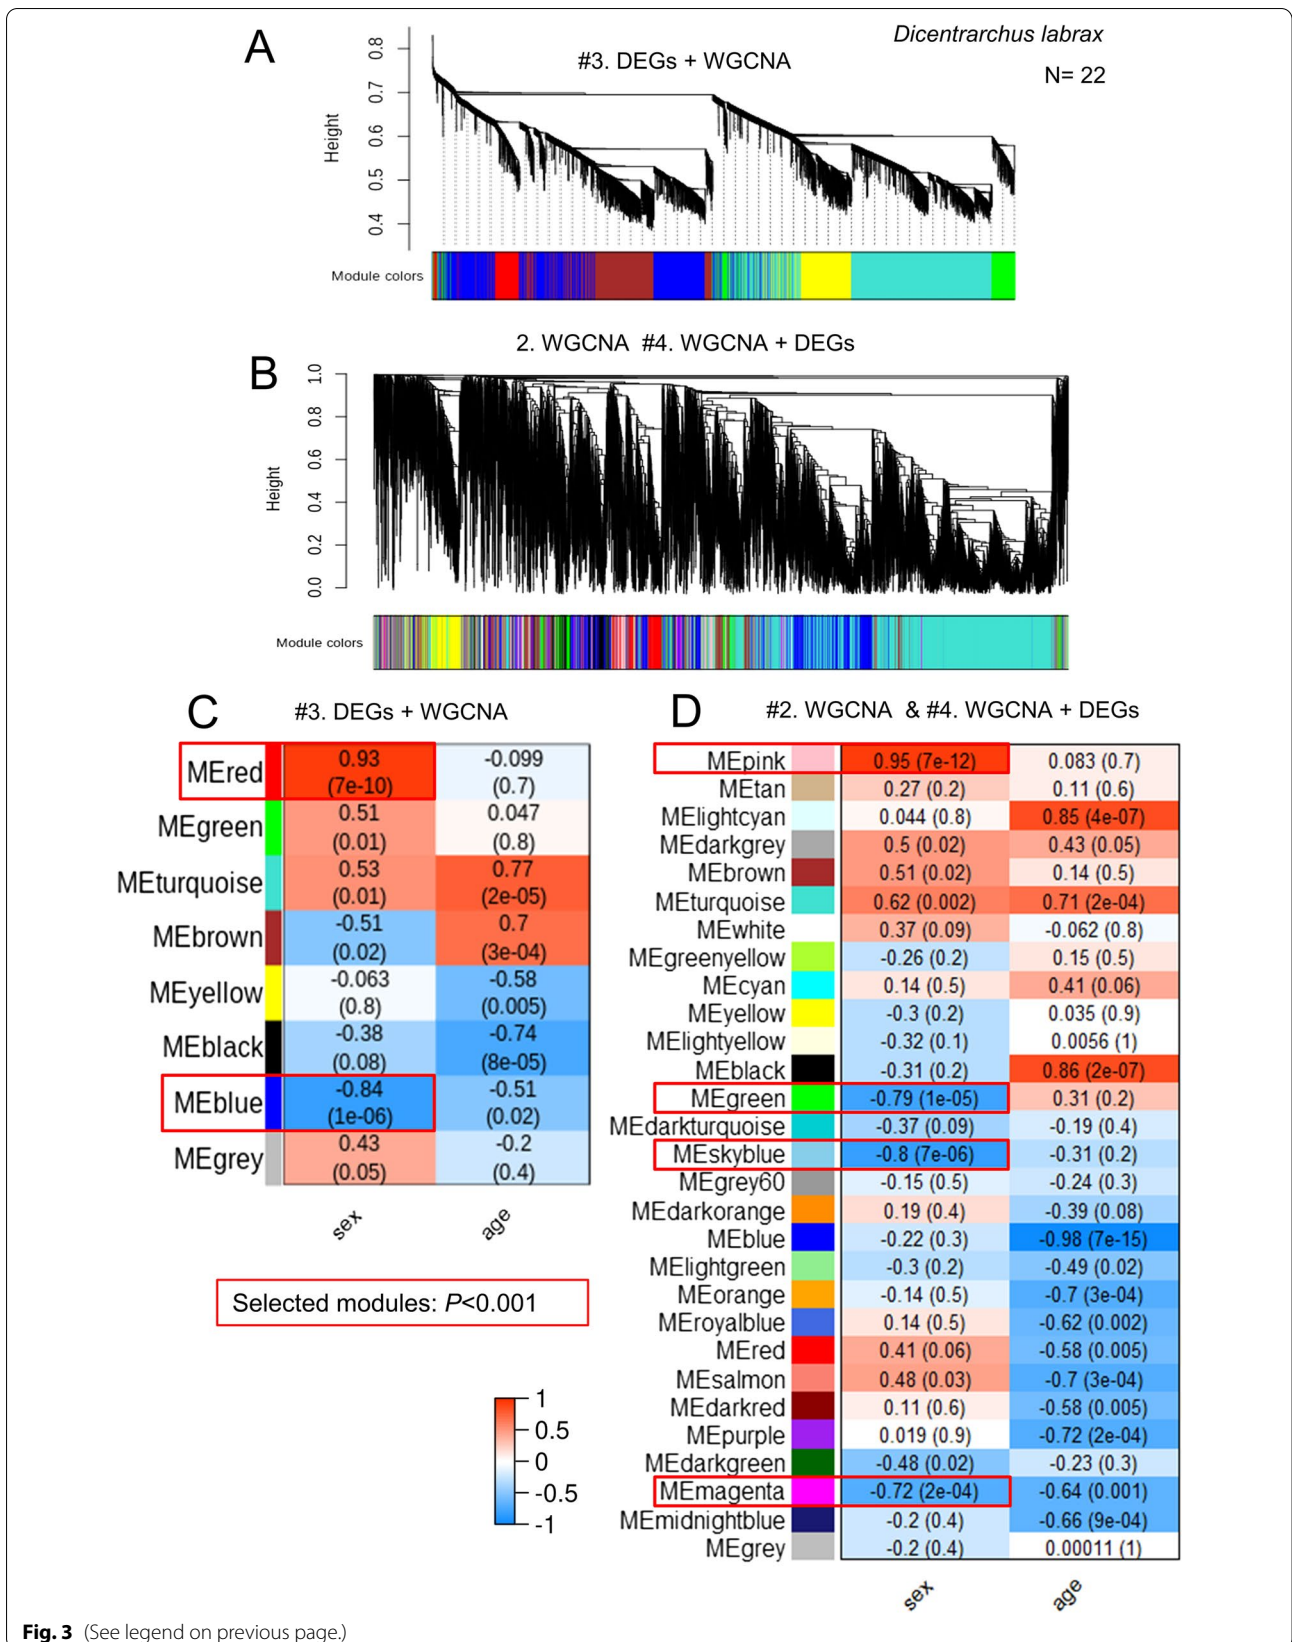 A
#3. DEGs + WGCNA
Dicentrarchus labrax
N= 22
Height
0.8
0.7
0.6
0.5
0.4
Module colors
2. WGCNA #4. WGCNA + DEGs
B
Height
1.0
0.8
0.6
0.4
0.2
0.0
Module colors
C
#3. DEGs + WGCNA
MEred 0.93 (7e-10) -0.099 (0.7)
MEgreen 0.51 (0.01) 0.047 (0.8)
MEturquoise 0.53 (0.01) 0.77 (2e-05)
MEbrown -0.51 (0.02) 0.7 (3e-04)
MEyellow -0.063 (0.8) -0.58 (0.005)
MEblack -0.38 (0.08) -0.74 (8e-05)
MEblue -0.84 (1e-06) -0.51 (0.02)
MEgrey 0.43 (0.05) -0.2 (0.4)
sex age
Selected modules: P<0.001
1
0.5
0
-0.5
-1
D
#2. WGCNA & #4. WGCNA + DEGs
MEpink 0.95 (7e-12) 0.083 (0.7)
MEtan 0.27 (0.2) 0.11 (0.6)
MElightcyan 0.044 (0.8) 0.85 (4e-07)
MEdarkgrey 0.5 (0.02) 0.43 (0.05)
MEbrown 0.51 (0.02) 0.14 (0.5)
MEturquoise 0.62 (0.002) 0.71 (2e-04)
MEwhite 0.37 (0.09) -0.062 (0.8)
MEgreenyellow -0.26 (0.2) 0.15 (0.5)
MEcyan 0.14 (0.5) 0.41 (0.06)
MEyellow -0.3 (0.2) 0.035 (0.9)
MElightyellow -0.32 (0.1) 0.0056 (1)
MEblack -0.31 (0.2) 0.86 (2e-07)
MEgreen -0.79 (1e-05) 0.31 (0.2)
MEdarkturquoise -0.37 (0.09) -0.19 (0.4)
MEskyblue -0.8 (7e-06) -0.31 (0.2)
MEgrey60 -0.15 (0.5) -0.24 (0.3)
MEdarkorange 0.19 (0.4) -0.39 (0.08)
MEblue -0.22 (0.3) -0.98 (7e-15)
MElightgreen -0.3 (0.2) -0.49 (0.02)
MEorange -0.14 (0.5) -0.7 (3e-04)
MEroyalblue 0.14 (0.5) -0.62 (0.002)
MEred 0.41 (0.06) -0.58 (0.005)
MEsalmon 0.48 (0.03) -0.7 (3e-04)
MEdarkred 0.11 (0.6) -0.58 (0.005)
MEpurple 0.019 (0.9) -0.72 (2e-04)
MEdarkgreen -0.48 (0.02) -0.23 (0.3)
MEmagenta -0.72 (2e-04) -0.64 (0.001)
MEmidnightblue -0.2 (0.4) -0.66 (9e-04)
MEgrey -0.2 (0.4) 0.00011 (1)
sex age
Fig. 3 (See legend on previous page.)